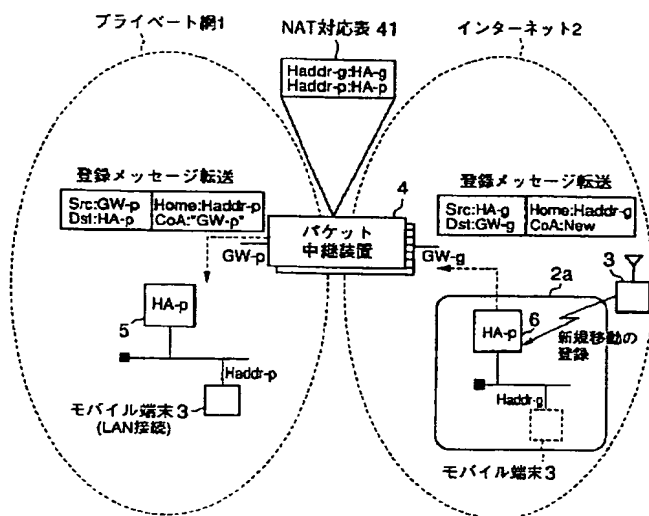 プライベート網1
NAT対応表 41
インターネット2
Haddr-g:HA-g
Haddr-p:HA-p
登録メッセージ転送
Src:GW-p Home:Haddr-p
Dst:HA-p CoA:"GW-p"
4
パケット
中継装置
GW-p
GW-g
登録メッセージ転送
Src:HA-g Home:Haddr-g
Dst:GW-g CoA:New
3
2a
HA-p
5
Haddr-p
モバイル端末3
(LAN接続)
HA-p
6
新規移動の
登録
Haddr-g
モバイル端末3